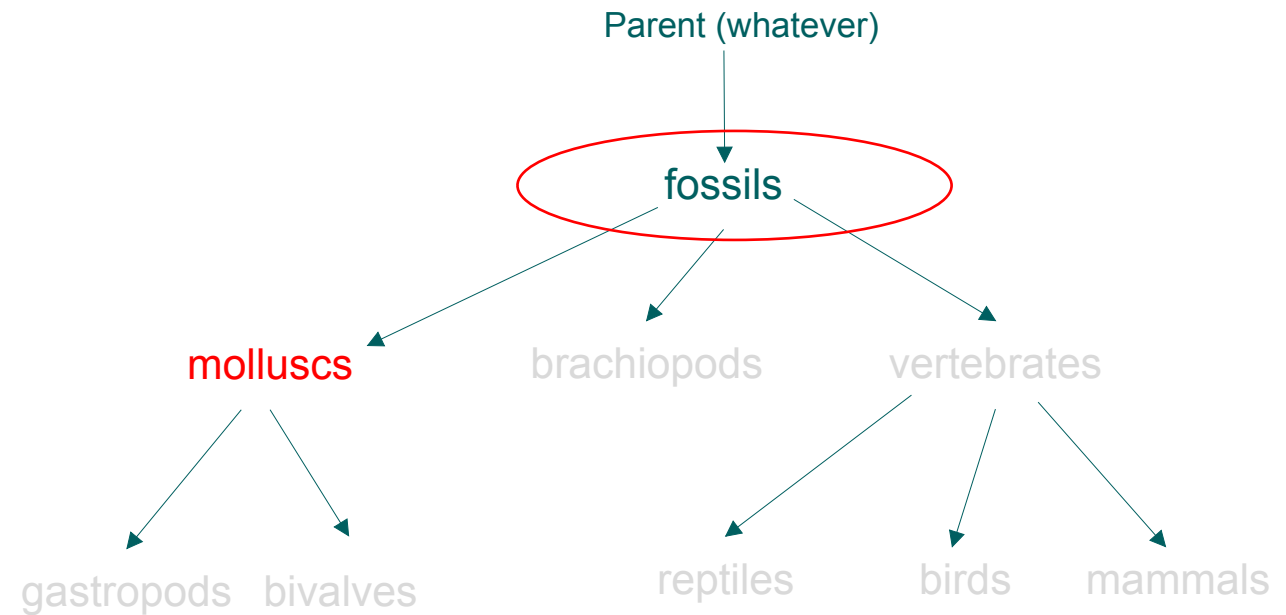 Parent (whatever)
fossils
molluscs brachiopods vertebrates
gastropods bivalves reptiles birds mammals